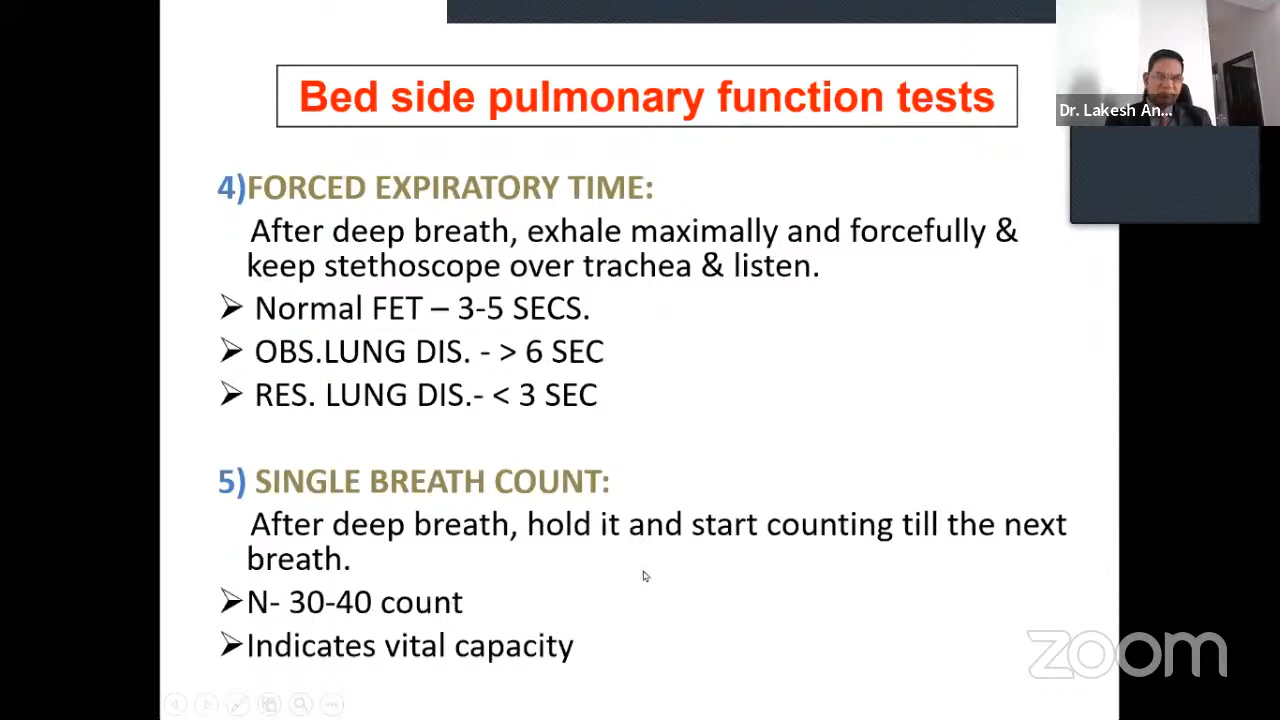 Bed side pulmonary function tests
Dr. Lakesh An...
4)FORCED EXPIRATORY TIME:
After deep breath, exhale maximally and forcefully &
keep stethoscope over trachea & listen.
➢ Normal FET – 3-5 SECS.
➢ OBS.LUNG DIS. - > 6 SEC
➢ RES. LUNG DIS.- < 3 SEC
5) SINGLE BREATH COUNT:
After deep breath, hold it and start counting till the next
breath.
➢N- 30-40 count
➢Indicates vital capacity
zoom